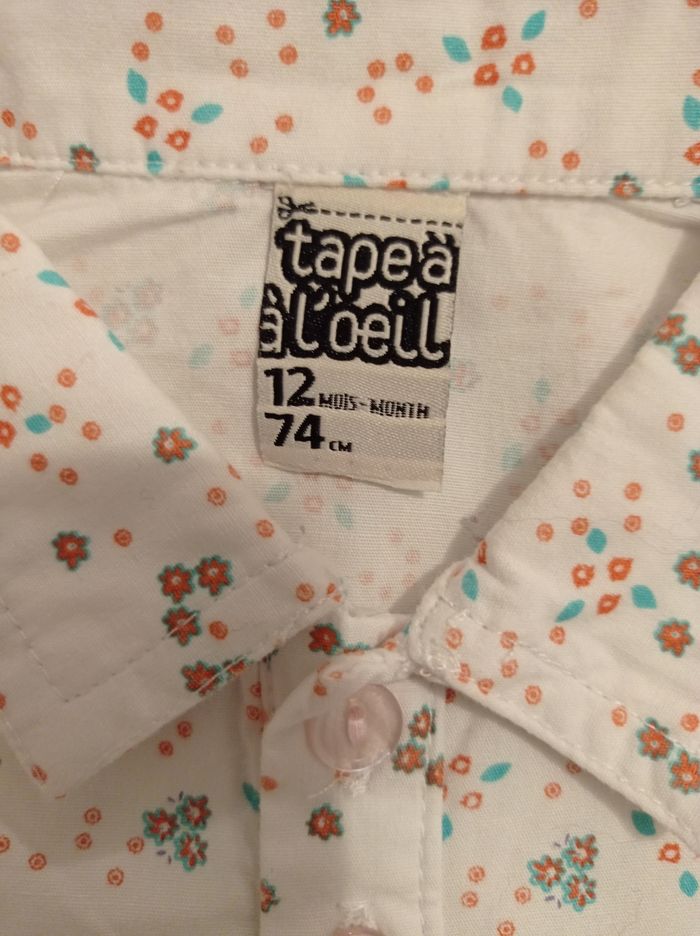 tape à
à l'oeil
12 MOIS - MONTH
74 CM